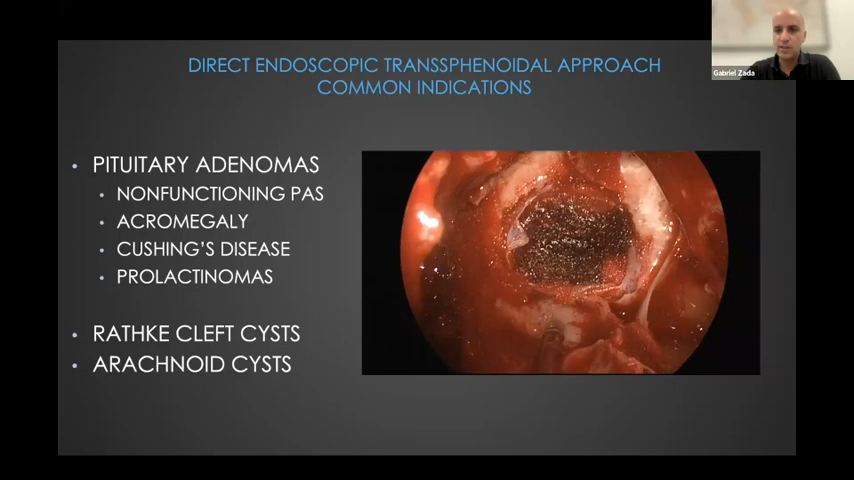 Gabriel Zada
DIRECT ENDOSCOPIC TRANSSPHENOIDAL APPROACH
COMMON INDICATIONS
• PITUITARY ADENOMAS
• NONFUNCTIONING PAS
• ACROMEGALY
• CUSHING'S DISEASE
• PROLACTINOMAS
• RATHKE CLEFT CYSTS
• ARACHNOID CYSTS